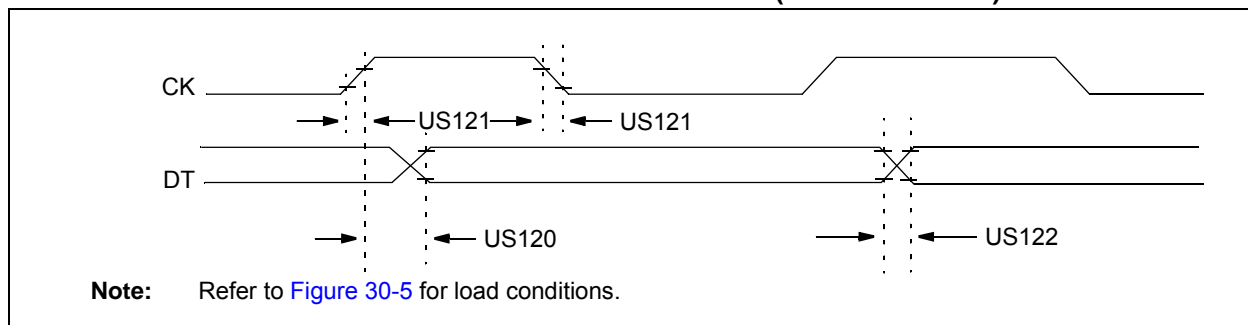 CK
US121
US121
DT
US120
US122
Note: Refer to Figure 30-5 for load conditions.